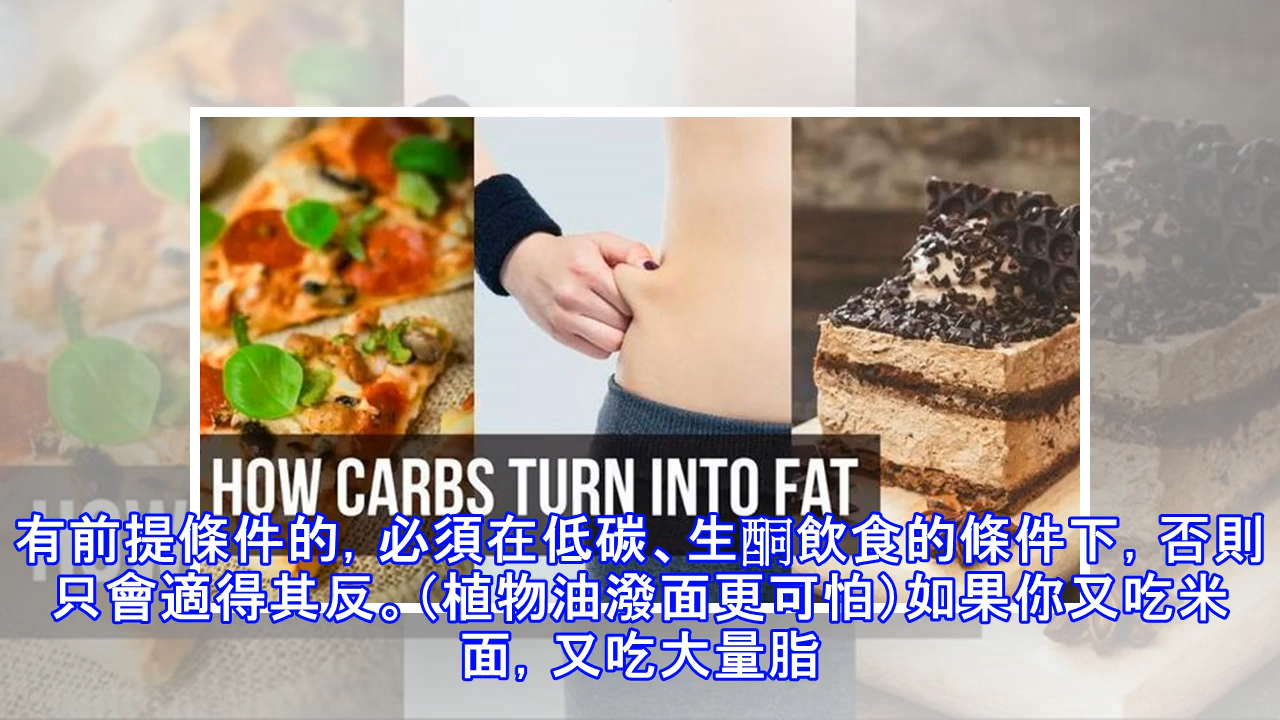 HOW CARBS TURN INTO FAT
有前提條件的, 必須在低碳、生酮飲食的條件下, 否則
只會適得其反。(植物油潑面更可怕)如果你又吃米
面, 又吃大量脂